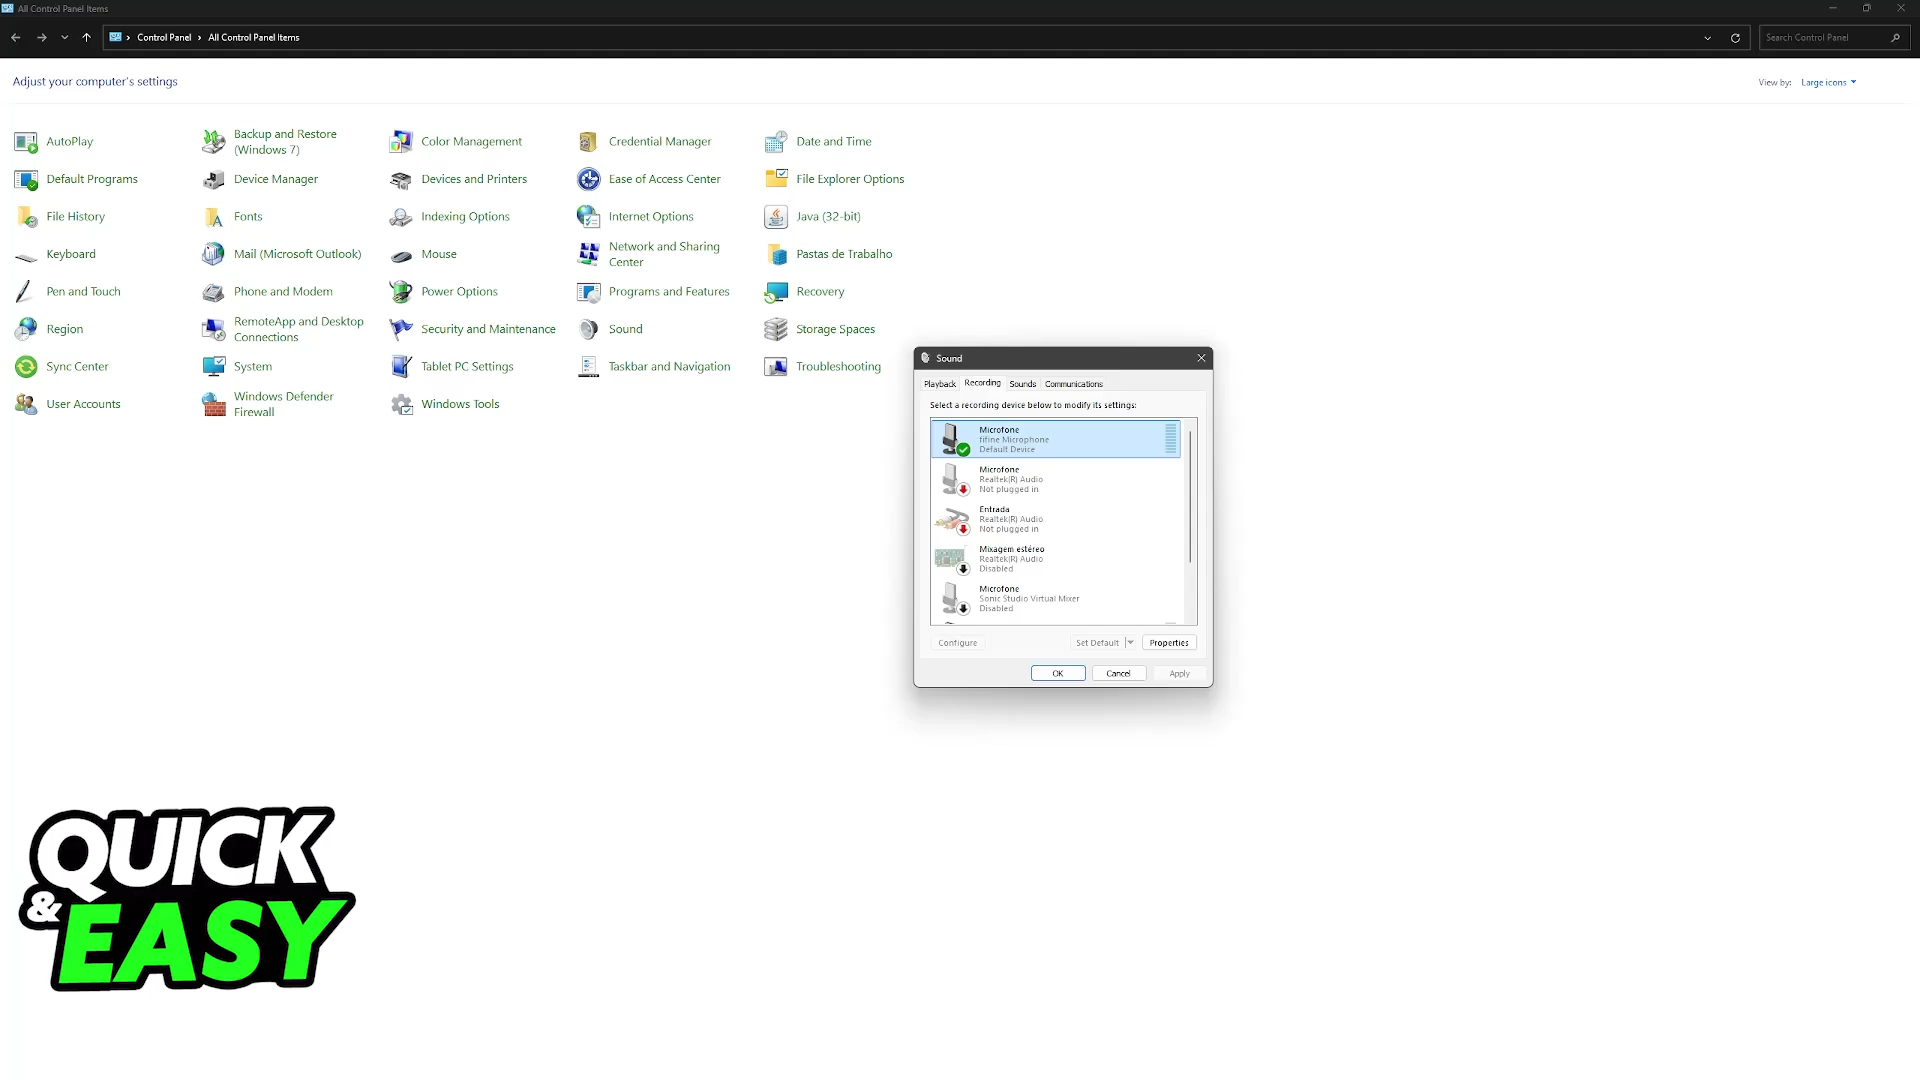 All Control Panel Items
Control Panel › All Control Panel Items
Search Control Panel
Adjust your computer's settings
View by: Large icons
AutoPlay
Backup and Restore
(Windows 7)
Color Management
Credential Manager
Date and Time
Default Programs
Device Manager
Devices and Printers
Ease of Access Center
File Explorer Options
File History
Fonts
Indexing Options
Internet Options
Java (32-bit)
Keyboard
Mail (Microsoft Outlook)
Mouse
Network and Sharing
Center
Pastas de Trabalho
Pen and Touch
Phone and Modem
Power Options
Programs and Features
Recovery
Region
RemoteApp and Desktop
Connections
Security and Maintenance
Sound
Storage Spaces
Sync Center
System
Tablet PC Settings
Taskbar and Navigation
Troubleshooting
User Accounts
Windows Defender
Firewall
Windows Tools
Sound
Playback Recording Sounds Communications
Select a recording device below to modify its settings:
Microfone
fifine Microphone
Default Device
Microfone
Realtek(R) Audio
Not plugged in
Entrada
Realtek(R) Audio
Not plugged in
Mixagem estéreo
Realtek(R) Audio
Disabled
Microfone
Sonic Studio Virtual Mixer
Disabled
Configure Set Default Properties
OK Cancel Apply
QUICK
& EASY